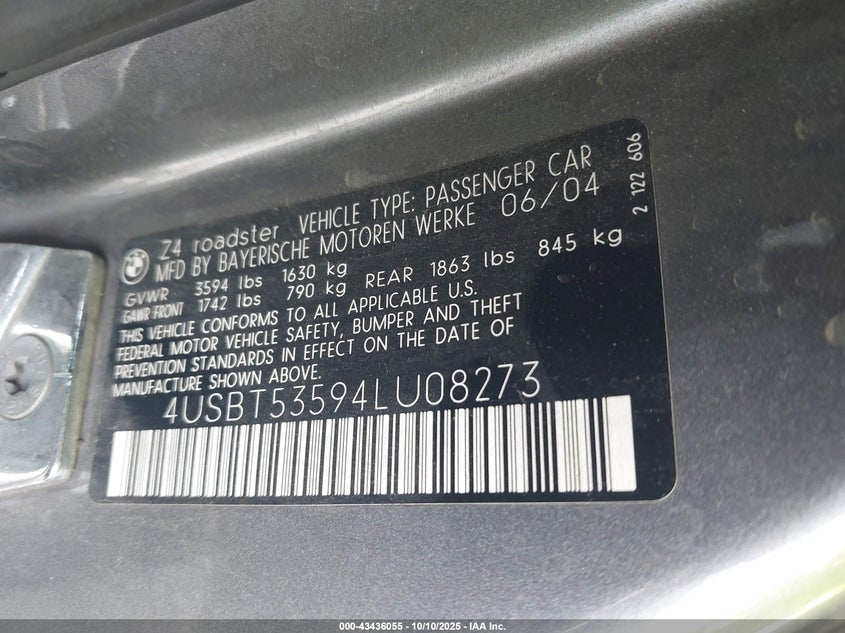 Z4 roadster VEHICLE TYPE: PASSENGER CAR
MFD BY BAYERISCHE MOTOREN WERKE 06/04
GVWR 3594 lbs 1630 kg
GAWR FRONT 1742 lbs 790 kg REAR 1863 lbs 845 kg
THIS VEHICLE CONFORMS TO ALL APPLICABLE U.S.
FEDERAL MOTOR VEHICLE SAFETY, BUMPER AND THEFT
PREVENTION STANDARDS IN EFFECT ON THE DATE OF
MANUFACTURE SHOWN ABOVE.
4USBT53594LU08273
2 122 606
000-43436055 - 10/10/2025 - IAA Inc.